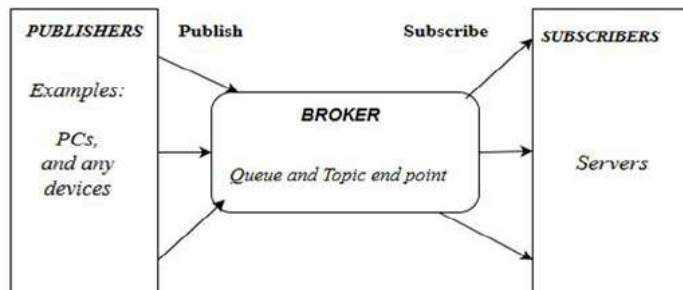 PUBLISHERS
Examples:
PCs,
and any
devices
Publish
BROKER
Queue and Topic end point
Subscribe
SUBSCRIBERS
Servers